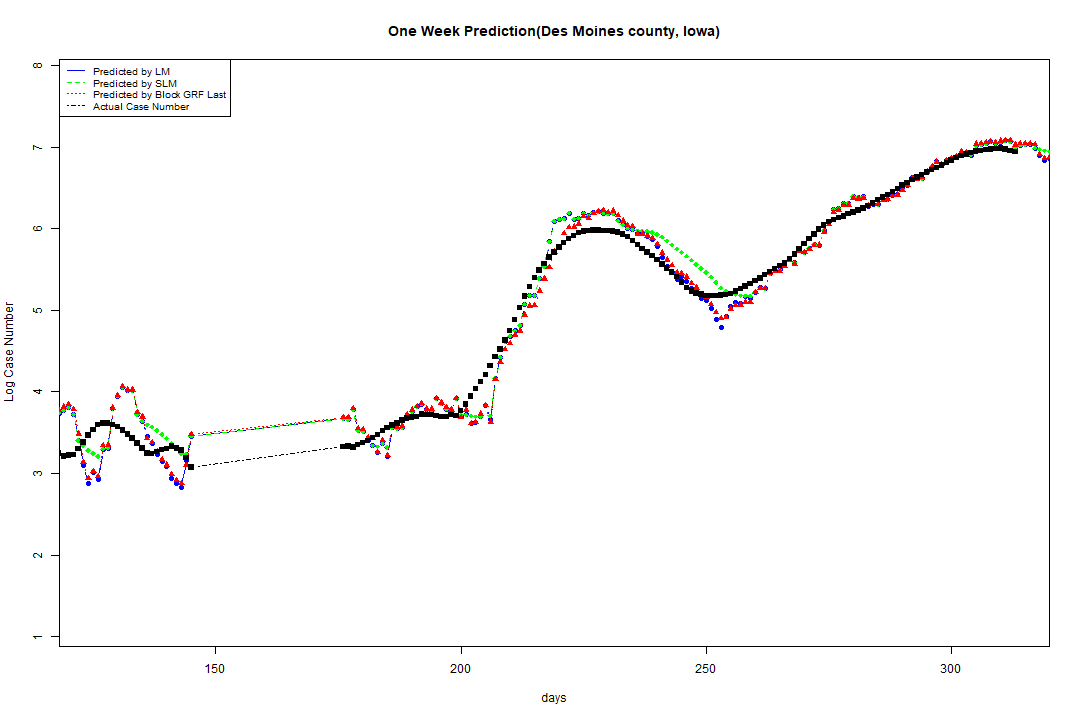 One Week Prediction(Des Moines county, Iowa)
Predicted by LM
Predicted by SLM
Predicted by Block GRF Last
Actual Case Number
8
7
6
5
4
3
2
1
Log Case Number
150 200 250 300
days